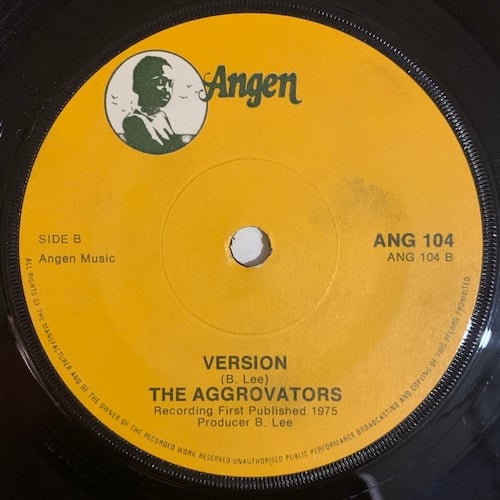 Angen
SIDE B
Angen Music
ANG 104
ANG 104 B
VERSION
(B. Lee)
THE AGGROVATORS
Recording First Published 1975
Producer B. Lee
ALL RIGHTS OF THE MANUFACTURER AND OF THE OWNER OF THE RECORDED WORK RESERVED-UNAUTHORISED PUBLIC PERFORMANCE BROADCASTING AND COPYING OF THIS RECORD PROHIBITED.